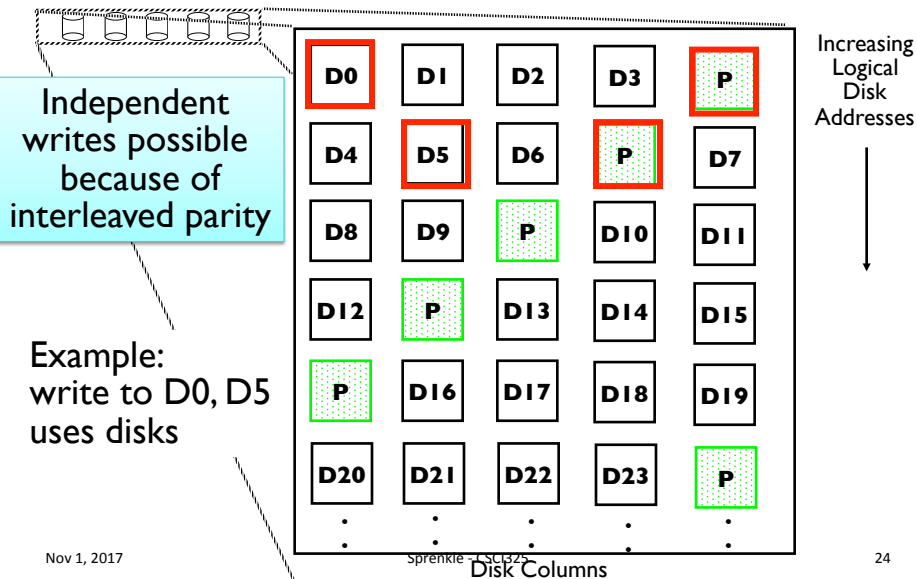 Increasing
Logical
Disk
Addresses
Independent
writes possible
because of
interleaved parity
Example:
write to D0, D5
uses disks
D0 D1 D2 D3 P
D4 D5 D6 P D7
D8 D9 P D10 D11
D12 P D13 D14 D15
P D16 D17 D18 D19
D20 D21 D22 D23 P
Disk Columns
Nov 1, 2017
Sprenkle - CSCI325
24